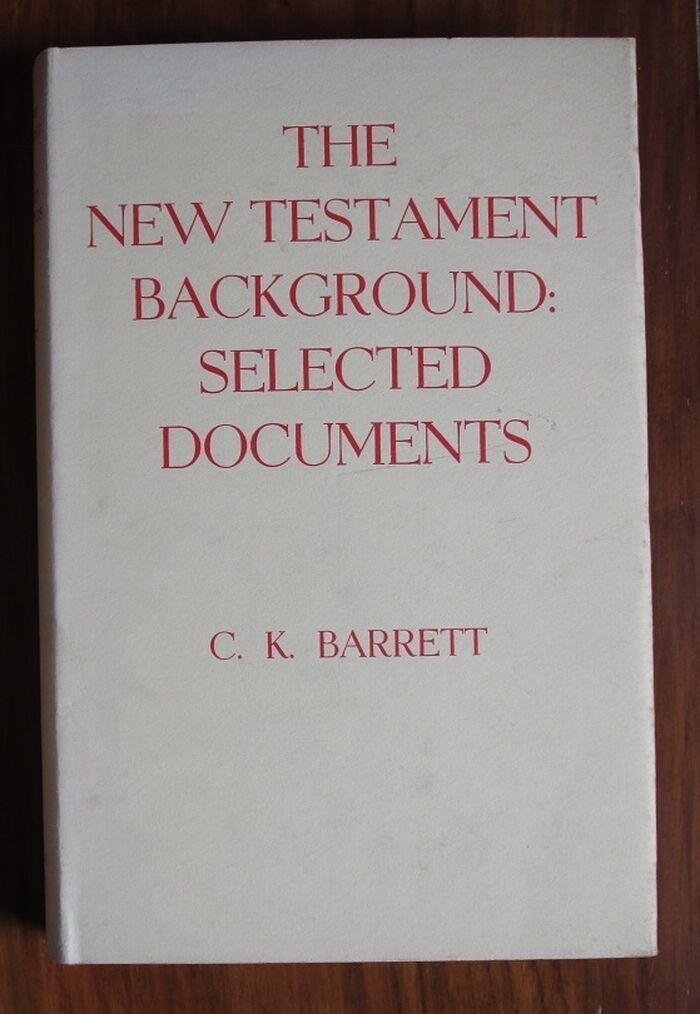 THE
NEW TESTAMENT
BACKGROUND:
SELECTED
DOCUMENTS
C. K. BARRETT